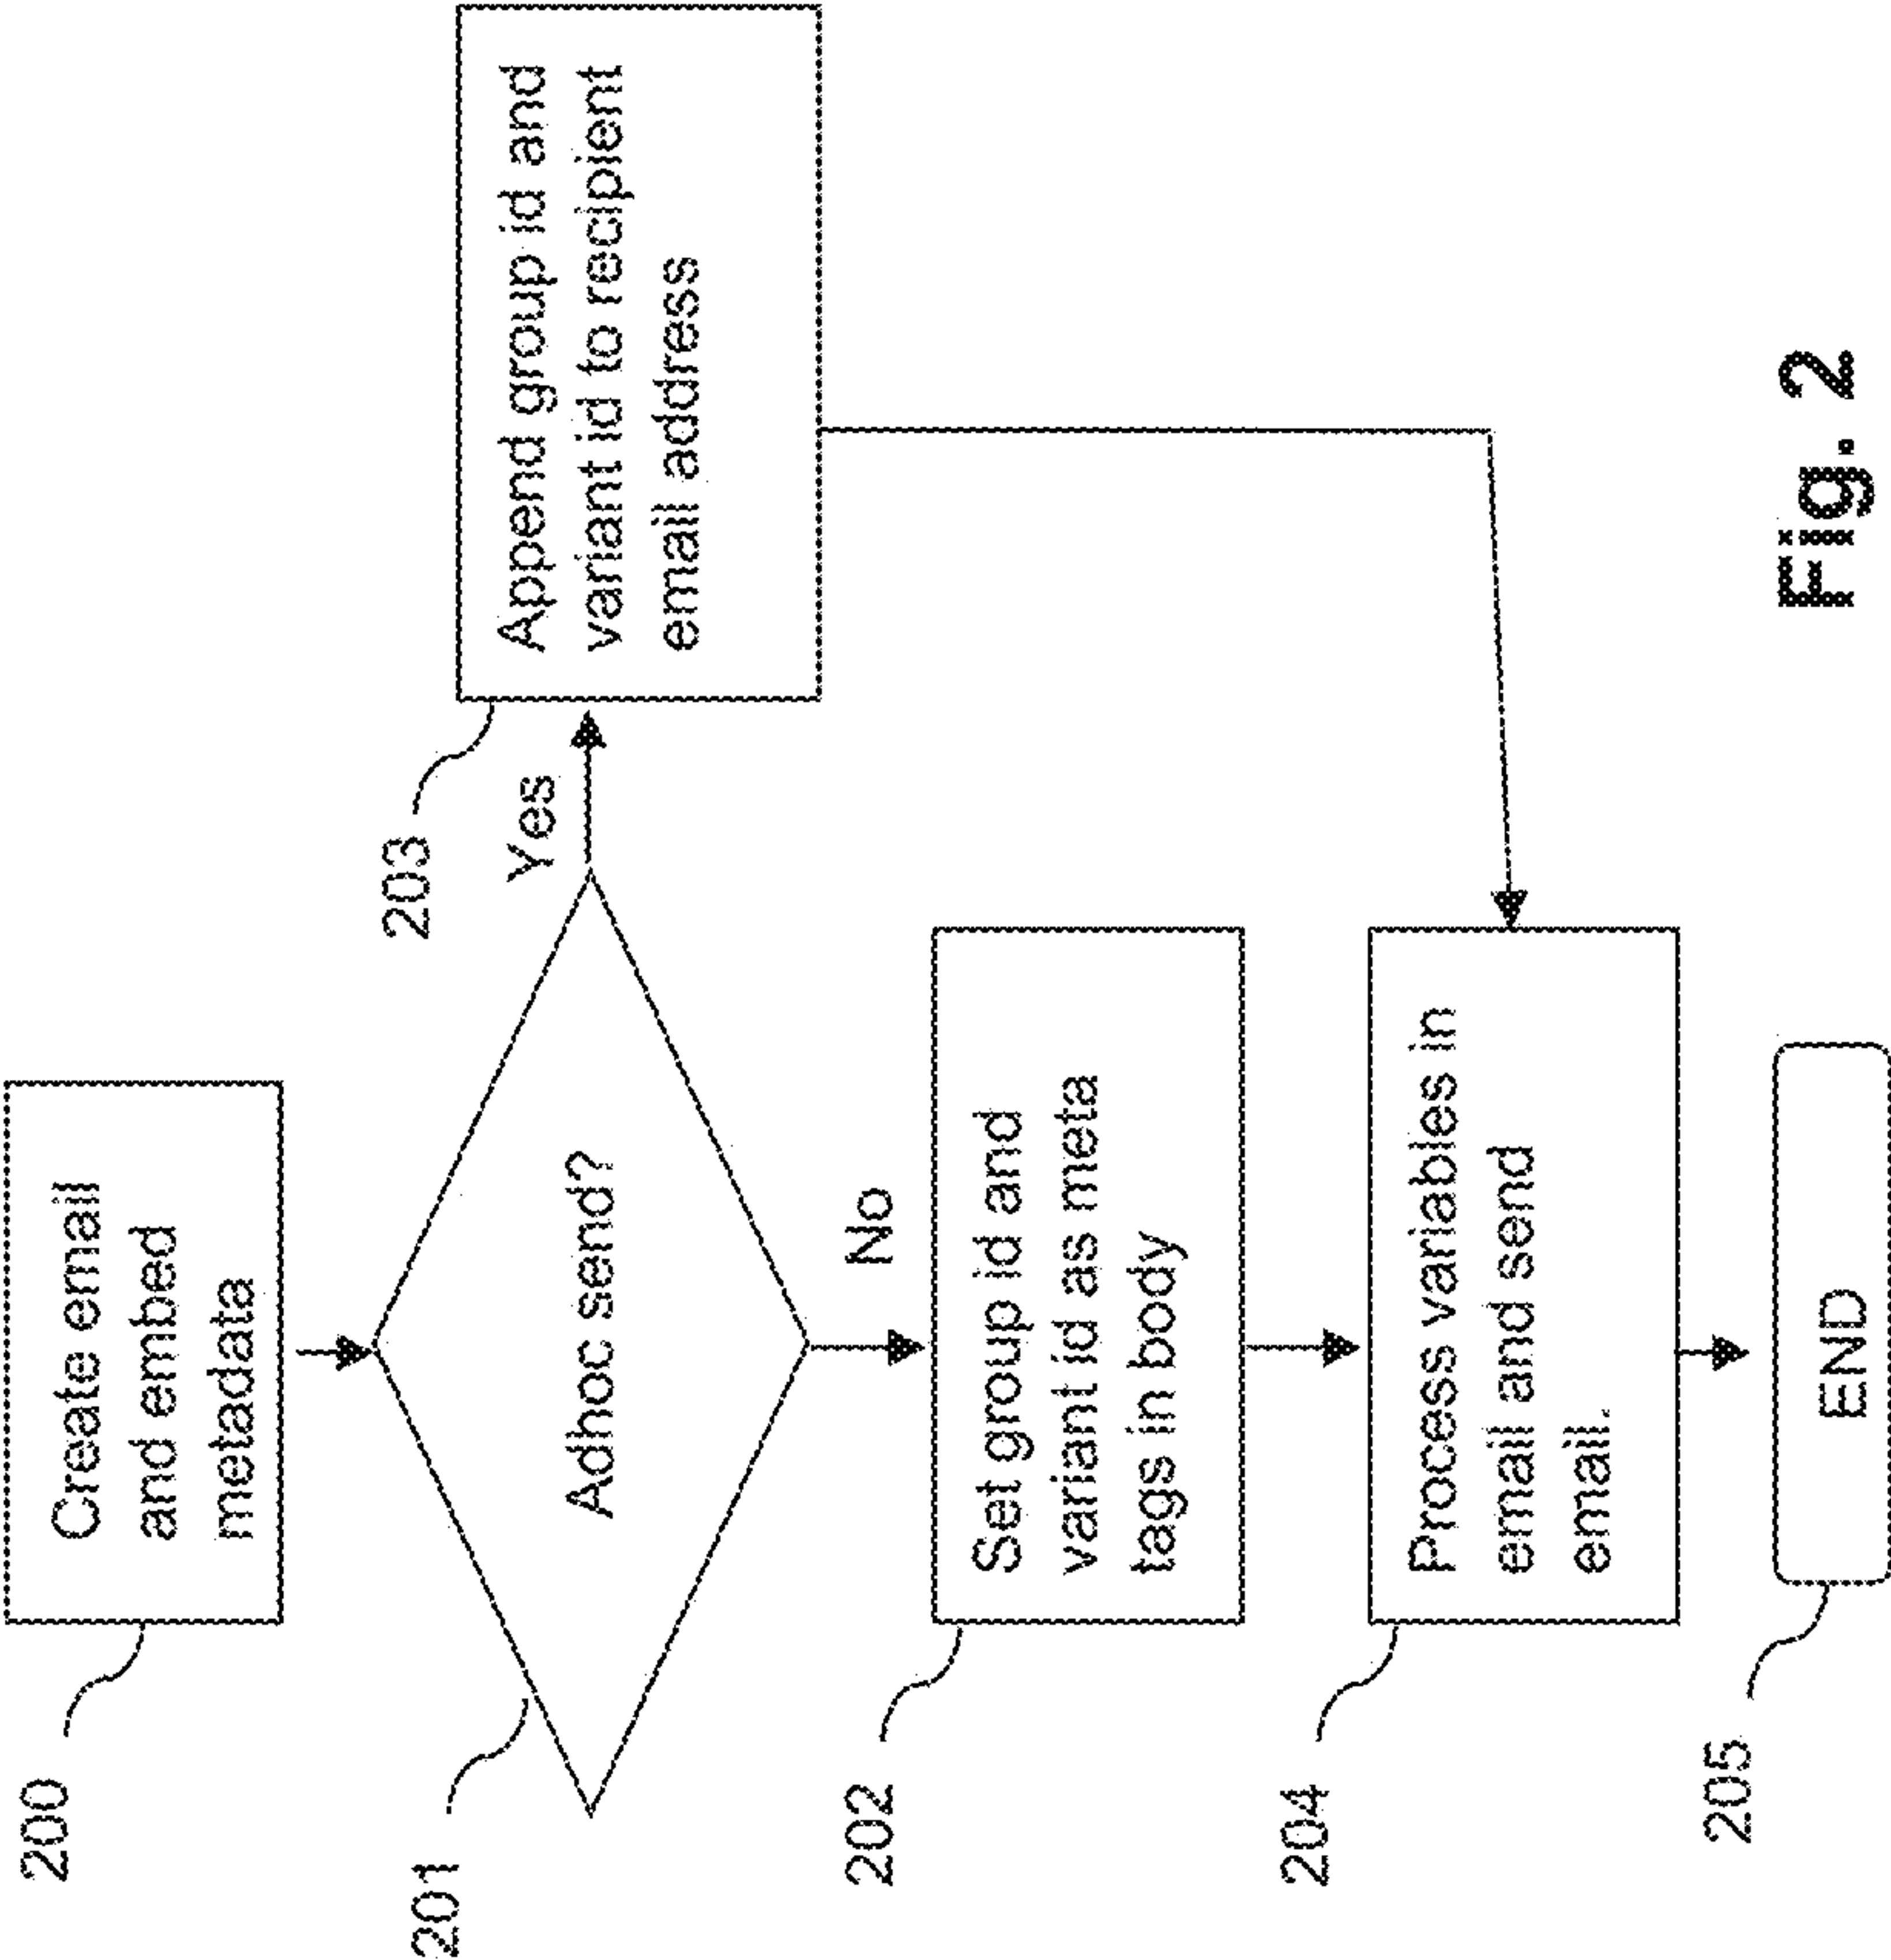 200
Create email
and embed
metadata
201
Adhoc send?
Yes
203
Append group id and
variant id to recipient
email address
No
202
Set group id and
variant id as meta
tags in body
204
Process variables in
email and send
email.
205
END
Fig. 2